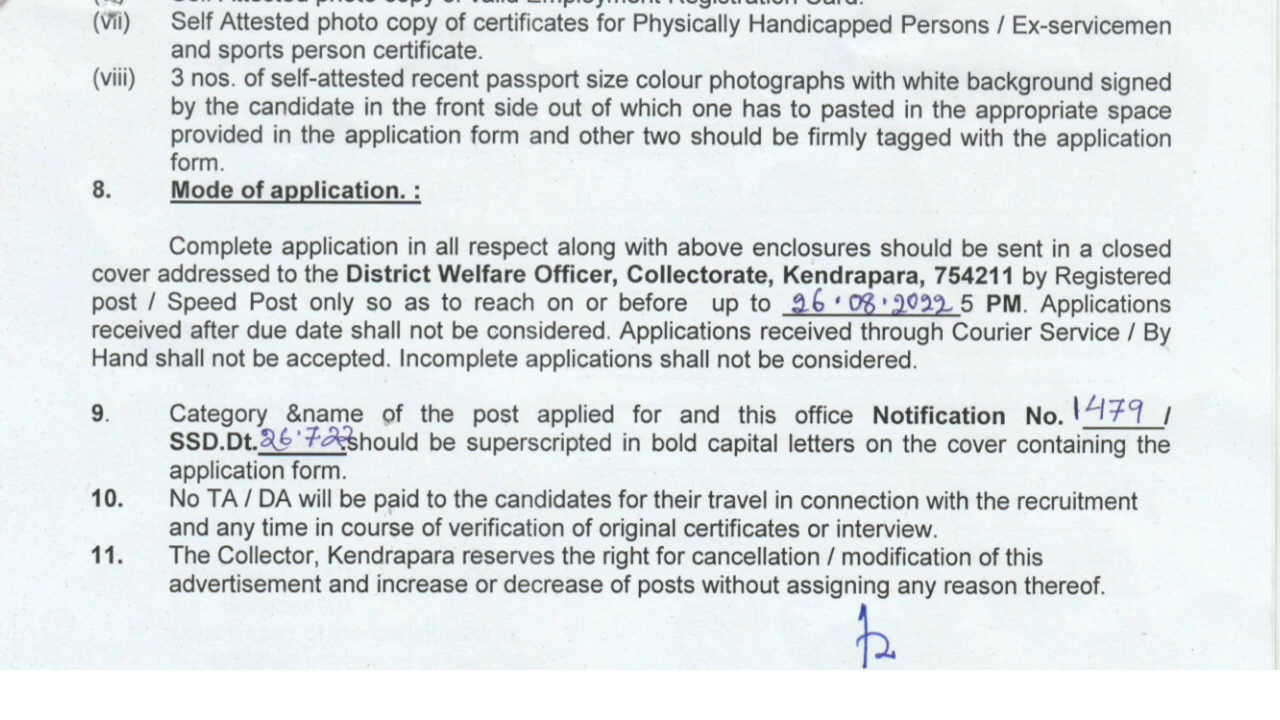 Self Attested photo copy of valid Employment Registration Card.
(vii) Self Attested photo copy of certificates for Physically Handicapped Persons / Ex-servicemen
and sports person certificate.
(viii) 3 nos. of self-attested recent passport size colour photographs with white background signed
by the candidate in the front side out of which one has to pasted in the appropriate space
provided in the application form and other two should be firmly tagged with the application
form.
8. Mode of application. :
Complete application in all respect along with above enclosures should be sent in a closed
cover addressed to the District Welfare Officer, Collectorate, Kendrapara, 754211 by Registered
post / Speed Post only so as to reach on or before up to 26.08.2022 5 PM. Applications
received after due date shall not be considered. Applications received through Courier Service / By
Hand shall not be accepted. Incomplete applications shall not be considered.
9. Category &name of the post applied for and this office Notification No. 1479 /
SSD.Dt. 26.7.22 should be superscripted in bold capital letters on the cover containing the
application form.
10. No TA / DA will be paid to the candidates for their travel in connection with the recruitment
and any time in course of verification of original certificates or interview.
11. The Collector, Kendrapara reserves the right for cancellation / modification of this
advertisement and increase or decrease of posts without assigning any reason thereof.